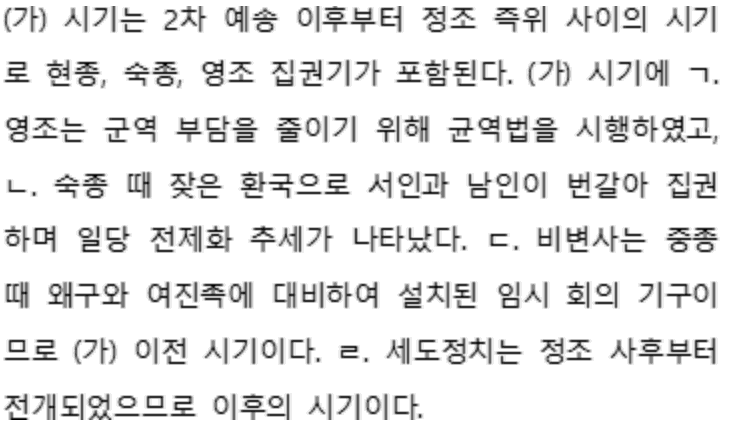 (가) 시기는 2차 예송 이후부터 정조 즉위 사이의 시기
로 현종, 숙종, 영조 집권기가 포함된다. (가) 시기에 ㄱ.
영조는 군역 부담을 줄이기 위해 균역법을 시행하였고,
ㄴ. 숙종 때 잦은 환국으로 서인과 남인이 번갈아 집권
하며 일당 전제화 추세가 나타났다. ㄷ. 비변사는 중종
때 왜구와 여진족에 대비하여 설치된 임시 회의 기구이
므로 (가) 이전 시기이다. ㄹ. 세도정치는 정조 사후부터
전개되었으므로 이후의 시기이다.